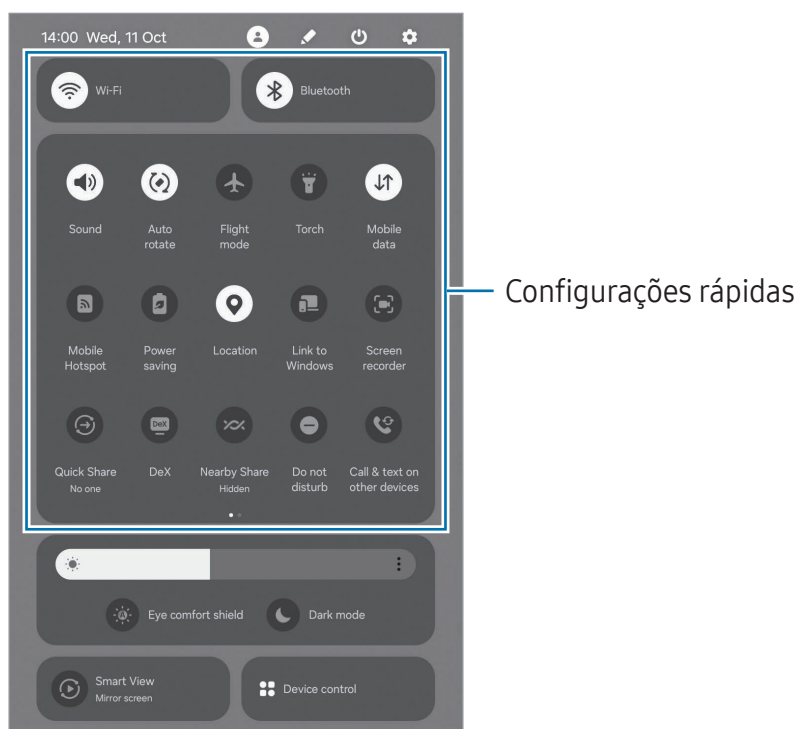 14:00 Wed, 11 Oct
Wi-Fi
Bluetooth
Sound
Auto
rotate
Flight
mode
Torch
Mobile
data
Configurações rápidas
Mobile
Hotspot
Power
saving
Location
Link to
Windows
Screen
recorder
Quick Share
No one
DeX
DeX
Nearby Share
Hidden
Do not
disturb
Call & text on
other devices
A
Eye comfort shield
Dark mode
Smart View
Mirror screen
Device control